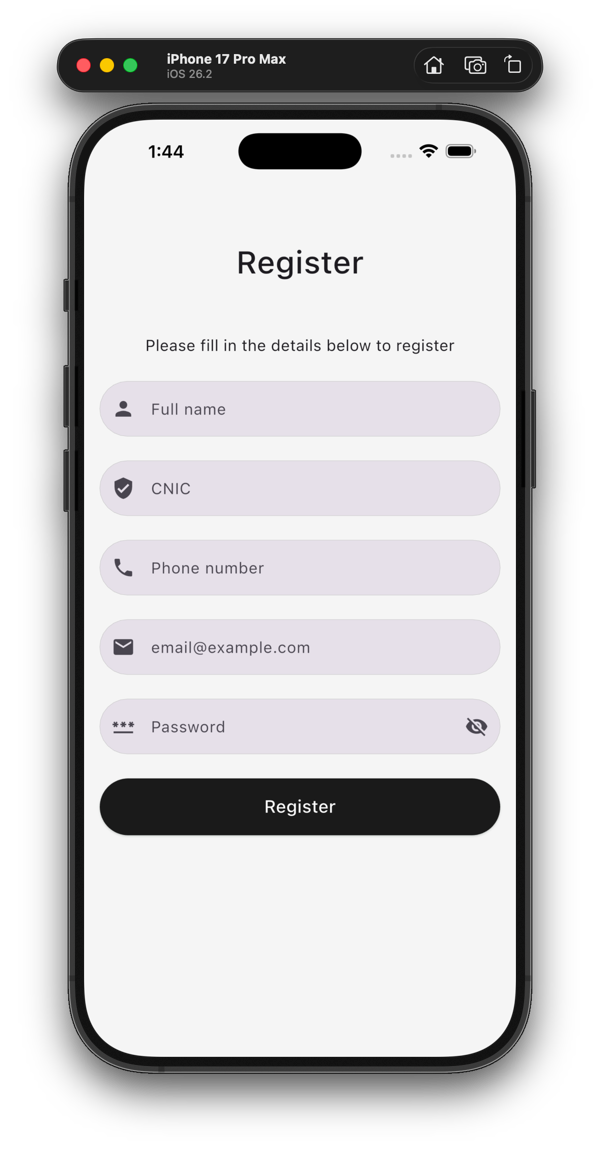 iPhone 17 Pro Max
iOS 26.2
1:44
Register
Please fill in the details below to register
Full name
CNIC
Phone number
email@example.com
Password
Register